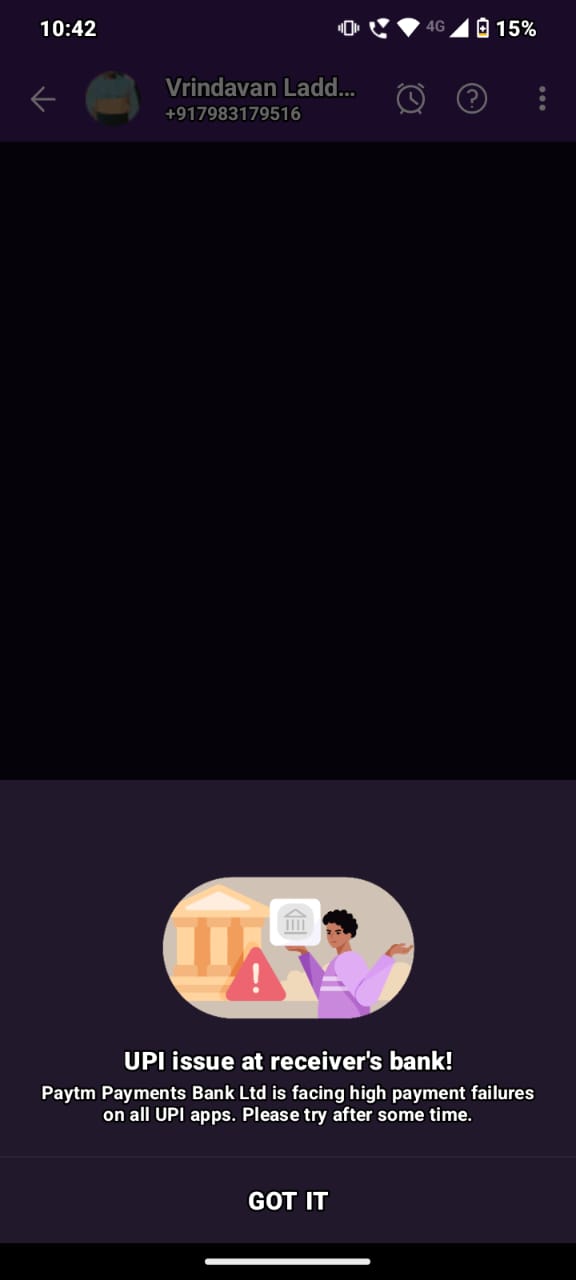 10:42
4G
15%
Vrindavan Ladd...
+917983179516
UPI issue at receiver's bank!
Paytm Payments Bank Ltd is facing high payment failures
on all UPI apps. Please try after some time.
GOT IT